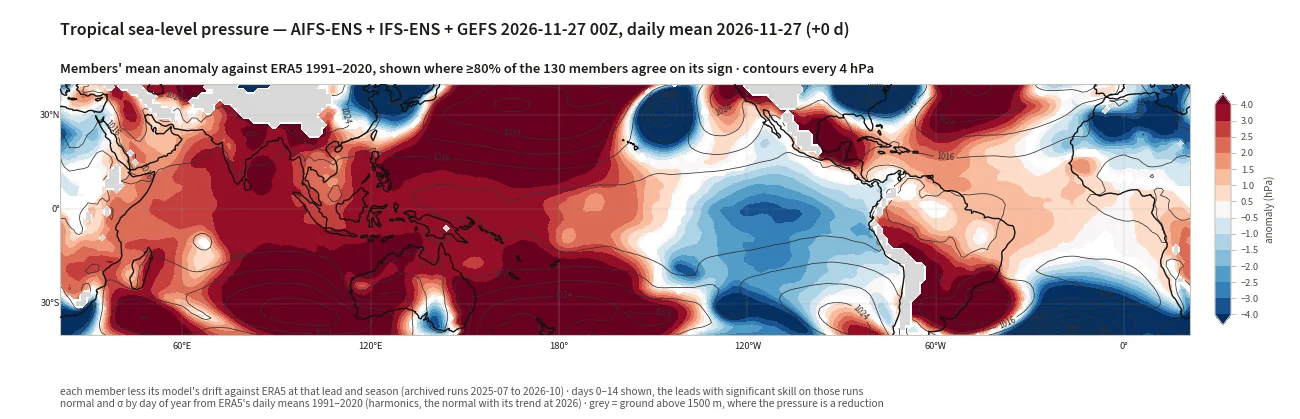 Tropical sea-level pressure — AIFS-ENS + IFS-ENS + GEFS 2026-11-27 00Z, daily mean 2026-11-27 (+0 d)
Members' mean anomaly against ERA5 1991–2020, shown where ≥80% of the 130 members agree on its sign · contours every 4 hPa
30°N
0°
30°S
60°E
120°E
180°
120°W
60°W
0°
1024
1024
1016
1016
1024
1016
4.0
3.0
2.5
2.0
1.5
1.0
0.5
−0.5
−1.0
−1.5
−2.0
−2.5
−3.0
−4.0
anomaly (hPa)
each member less its model's drift against ERA5 at that lead and season (archived runs 2025-07 to 2026-10) · days 0–14 shown, the leads with significant skill on those runs
normal and σ by day of year from ERA5's daily means 1991–2020 (harmonics, the normal with its trend at 2026) · grey = ground above 1500 m, where the pressure is a reduction